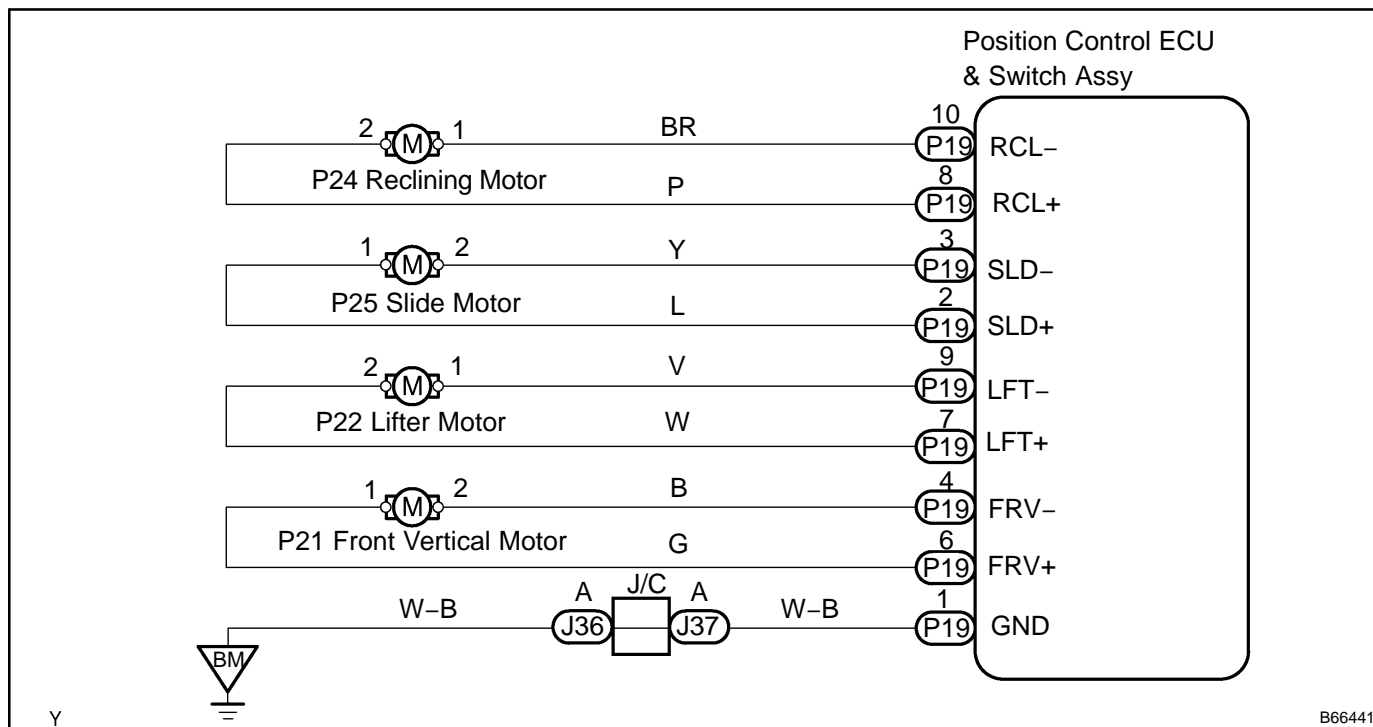 Position Control ECU
& Switch Assy
2 M 1 BR 10 P19 RCL−
P24 Reclining Motor
P 8 P19 RCL+
1 M 2 Y 3 P19 SLD−
P25 Slide Motor
L 2 P19 SLD+
2 M 1 V 9 P19 LFT−
P22 Lifter Motor
W 7 P19 LFT+
1 M 2 B 4 P19 FRV−
P21 Front Vertical Motor
G 6 P19 FRV+
W−B A J/C A W−B 1
J36 J37 P19 GND
BM
Y B66441